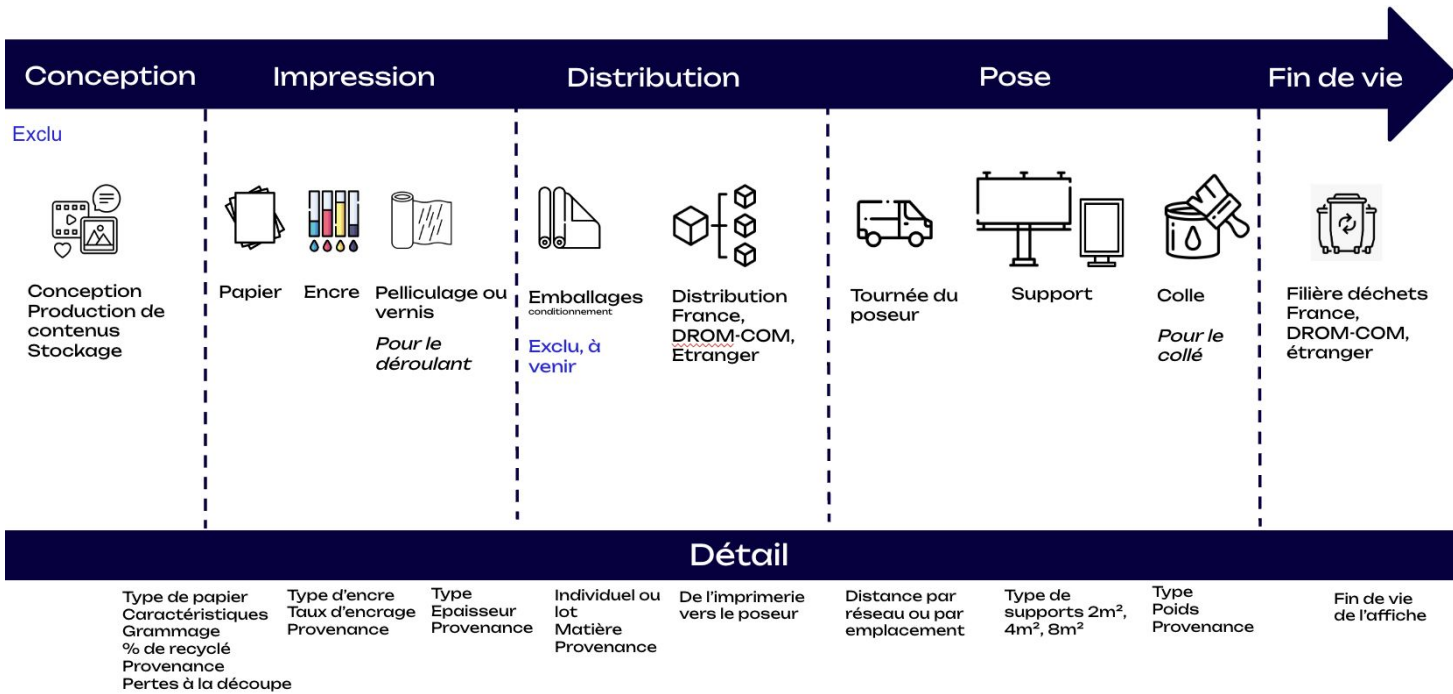 Conception
Impression
Distribution
Pose
Fin de vie
Exclu
Conception
Production de
contenus
Stockage
Papier
Encre
Pelliculage ou
vernis
Pour le
déroulant
Emballages
conditionnement
Exclu, à
venir
Distribution
France,
DROM-COM,
Etranger
Tournée du
poseur
Support
Colle
Pour le
collé
Filière déchets
France,
DROM-COM,
étranger
Détail
Type de papier
Caractéristiques
Grammage
% de recyclé
Provenance
Pertes à la découpe
Type d'encre
Taux d'encrage
Provenance
Type
Epaisseur
Provenance
Individuel ou
lot
Matière
Provenance
De l'imprimerie
vers le poseur
Distance par
réseau ou par
emplacement
Type de
supports 2m²,
4m², 8m²
Type
Poids
Provenance
Fin de vie
de l'affiche